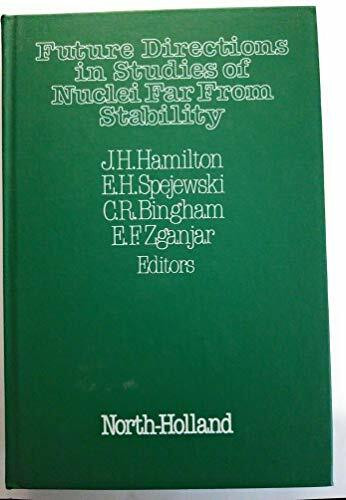 Future Directions
in Studies of
Nuclei Far From
Stability
J.H. Hamilton
E.H. Spejewski
C.R. Bingham
E.F. Zganjar
Editors
North-Holland